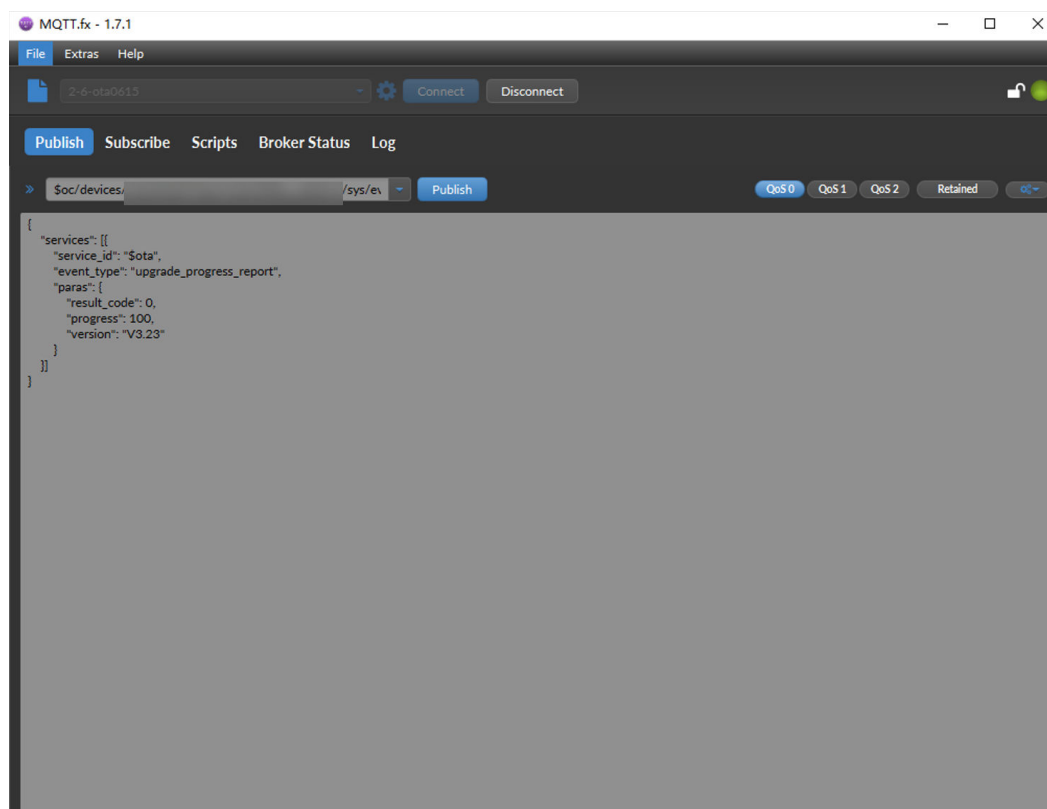 MQTT.fx - 1.7.1
File Extras Help
2-6-ota0615 Connect Disconnect
Publish Subscribe Scripts Broker Status Log
$oc/devices/ /sys/ev Publish QoS 0 QoS 1 QoS 2 Retained
{
"services": [{
"service_id": "$ota",
"event_type": "upgrade_progress_report",
"paras": {
"result_code": 0,
"progress": 100,
"version": "V3.23"
}
}]
}